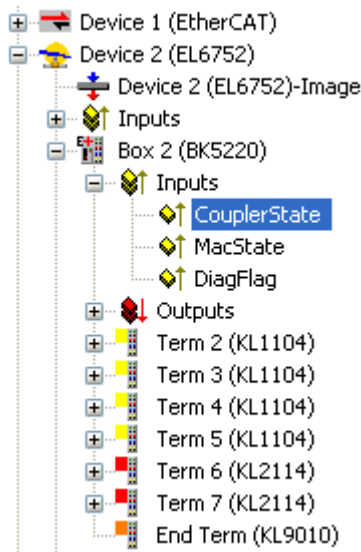 Device 1 (EtherCAT)
Device 2 (EL6752)
Device 2 (EL6752)-Image
Inputs
Box 2 (BK5220)
Inputs
CouplerState
MacState
DiagFlag
Outputs
Term 2 (KL1104)
Term 3 (KL1104)
Term 4 (KL1104)
Term 5 (KL1104)
Term 6 (KL2114)
Term 7 (KL2114)
End Term (KL9010)